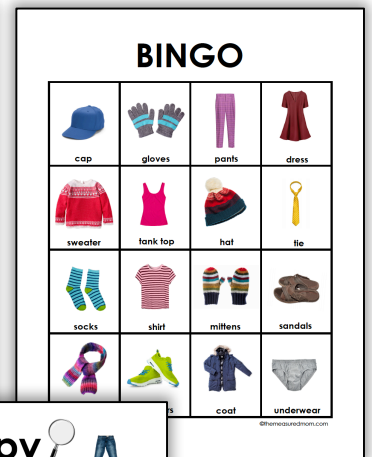 BINGO
cap gloves pants dress
sweater tank top hat tie
socks shirt mittens sandals
coat underwear
©themeasuredmom.com